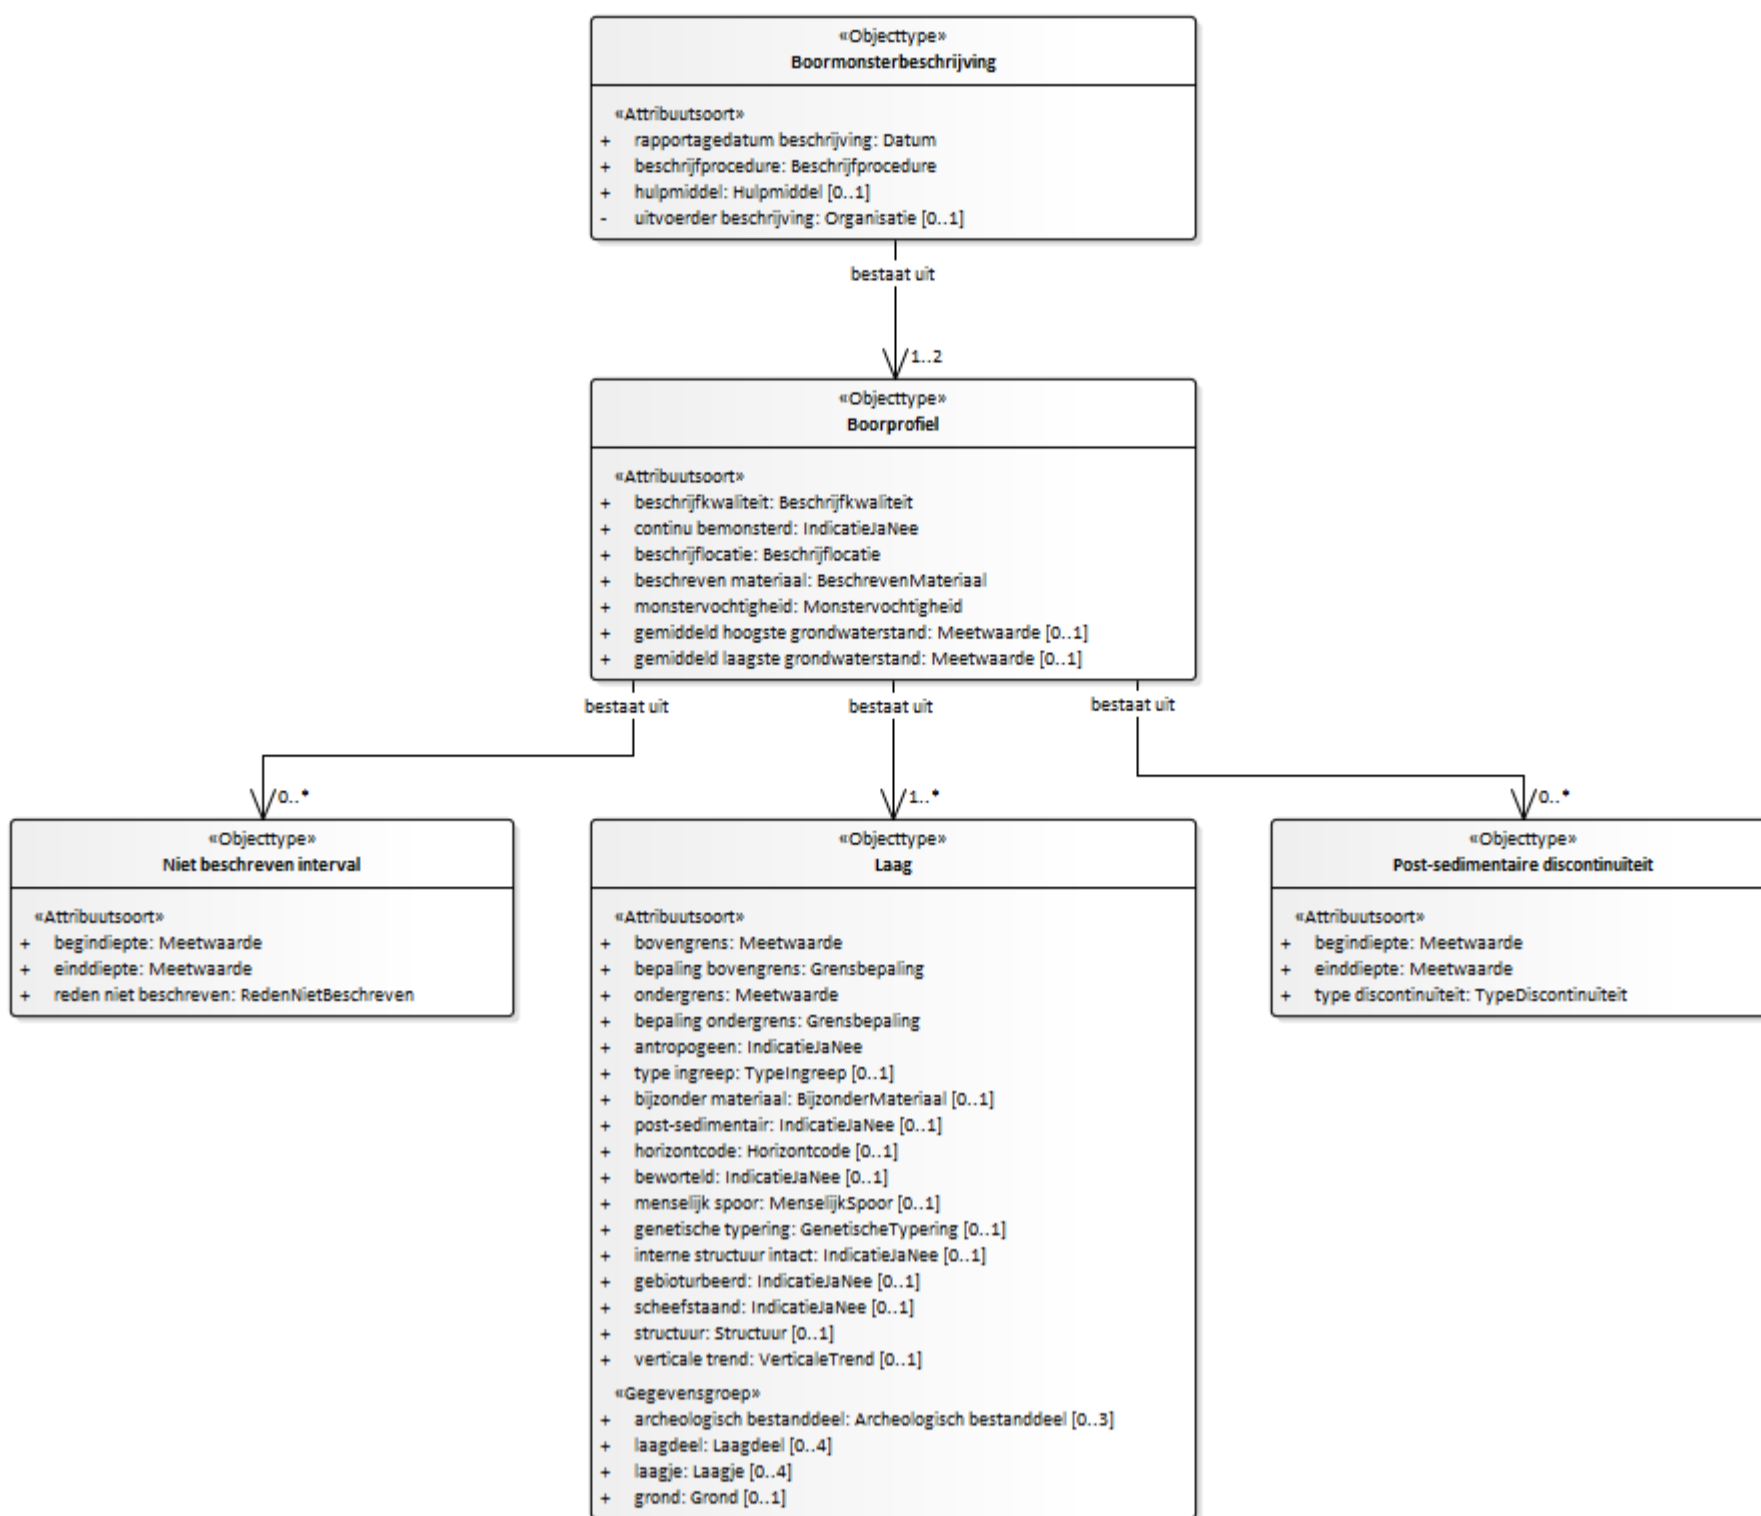 «Objecttype»
Boormonsterbeschrijving
«Attribuutsoort»
+ rapportagedatum beschrijving: Datum
+ beschrijfprocedure: Beschrijfprocedure
+ hulpmiddel: Hulpmiddel [0..1]
- uitvoerder beschrijving: Organisatie [0..1]
bestaat uit
1..2
«Objecttype»
Boorprofiel
«Attribuutsoort»
+ beschrijfkwaliteit: Beschrijfkwaliteit
+ continu bemonsterd: IndicatieJaNee
+ beschrijflocatie: Beschrijflocatie
+ beschreven materiaal: BeschrevenMateriaal
+ monstervochtigheid: Monstervochtigheid
+ gemiddeld hoogste grondwaterstand: Meetwaarde [0..1]
+ gemiddeld laagste grondwaterstand: Meetwaarde [0..1]
bestaat uit
bestaat uit
bestaat uit
0..*
1..*
0..*
«Objecttype»
Niet beschreven interval
«Attribuutsoort»
+ begindiepte: Meetwaarde
+ einddiepte: Meetwaarde
+ reden niet beschreven: RedenNietBeschreven
«Objecttype»
Laag
«Attribuutsoort»
+ bovengrens: Meetwaarde
+ bepaling bovengrens: Grensbepaling
+ ondergrens: Meetwaarde
+ bepaling ondergrens: Grensbepaling
+ antropogeen: IndicatieJaNee
+ type ingreep: TypeIngreep [0..1]
+ bijzonder materiaal: BijzonderMateriaal [0..1]
+ post-sedimentair: IndicatieJaNee [0..1]
+ horizontcode: Horizontcode [0..1]
+ beworteld: IndicatieJaNee [0..1]
+ menselijk spoor: MenselijkSpoor [0..1]
+ genetische typering: GenetischeTypering [0..1]
+ interne structuur intact: IndicatieJaNee [0..1]
+ gebioturbeerd: IndicatieJaNee [0..1]
+ scheefstaand: IndicatieJaNee [0..1]
+ structuur: Structuur [0..1]
+ verticale trend: VerticaleTrend [0..1]
«Gegevensgroep»
+ archeologisch bestanddeel: Archeologisch bestanddeel [0..3]
+ laagdeel: Laagdeel [0..4]
+ laagje: Laagje [0..4]
+ grond: Grond [0..1]
«Objecttype»
Post-sedimentaire discontinuïteit
«Attribuutsoort»
+ begindiepte: Meetwaarde
+ einddiepte: Meetwaarde
+ type discontinuïteit: TypeDiscontinuïteit